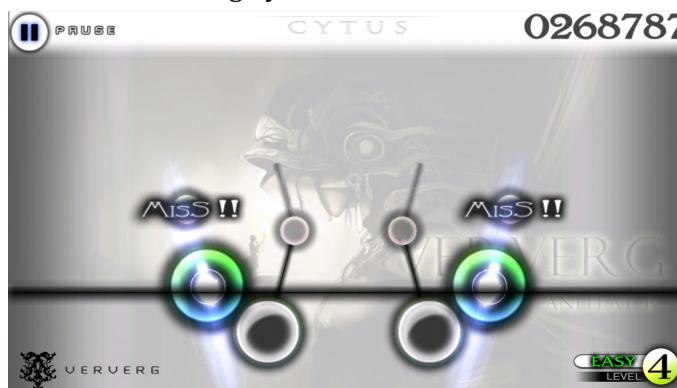 PAUSE
CYTUS
0268787
MISS !!
MISS !!
VERVERG
VERVERG
EASY
LEVEL 4